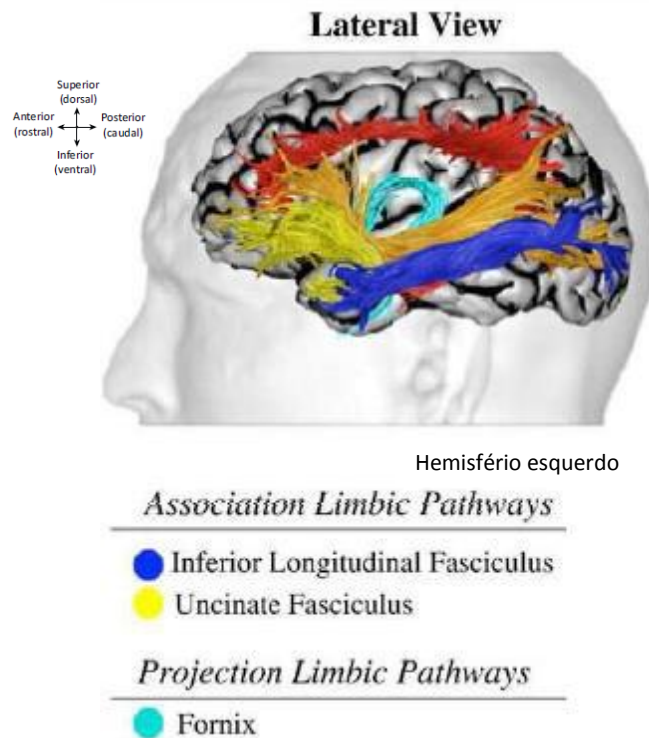 Lateral View
Superior
(dorsal)
Anterior
(rostral)
Posterior
(caudal)
Inferior
(ventral)
Hemisfério esquerdo
Association Limbic Pathways
Inferior Longitudinal Fasciculus
Uncinate Fasciculus
Projection Limbic Pathways
Fornix